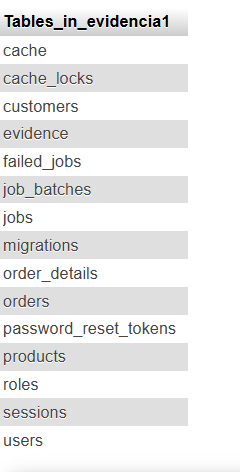 Tables_in_evidencia1
cache
cache_locks
customers
evidence
failed_jobs
job_batches
jobs
migrations
order_details
orders
password_reset_tokens
products
roles
sessions
users